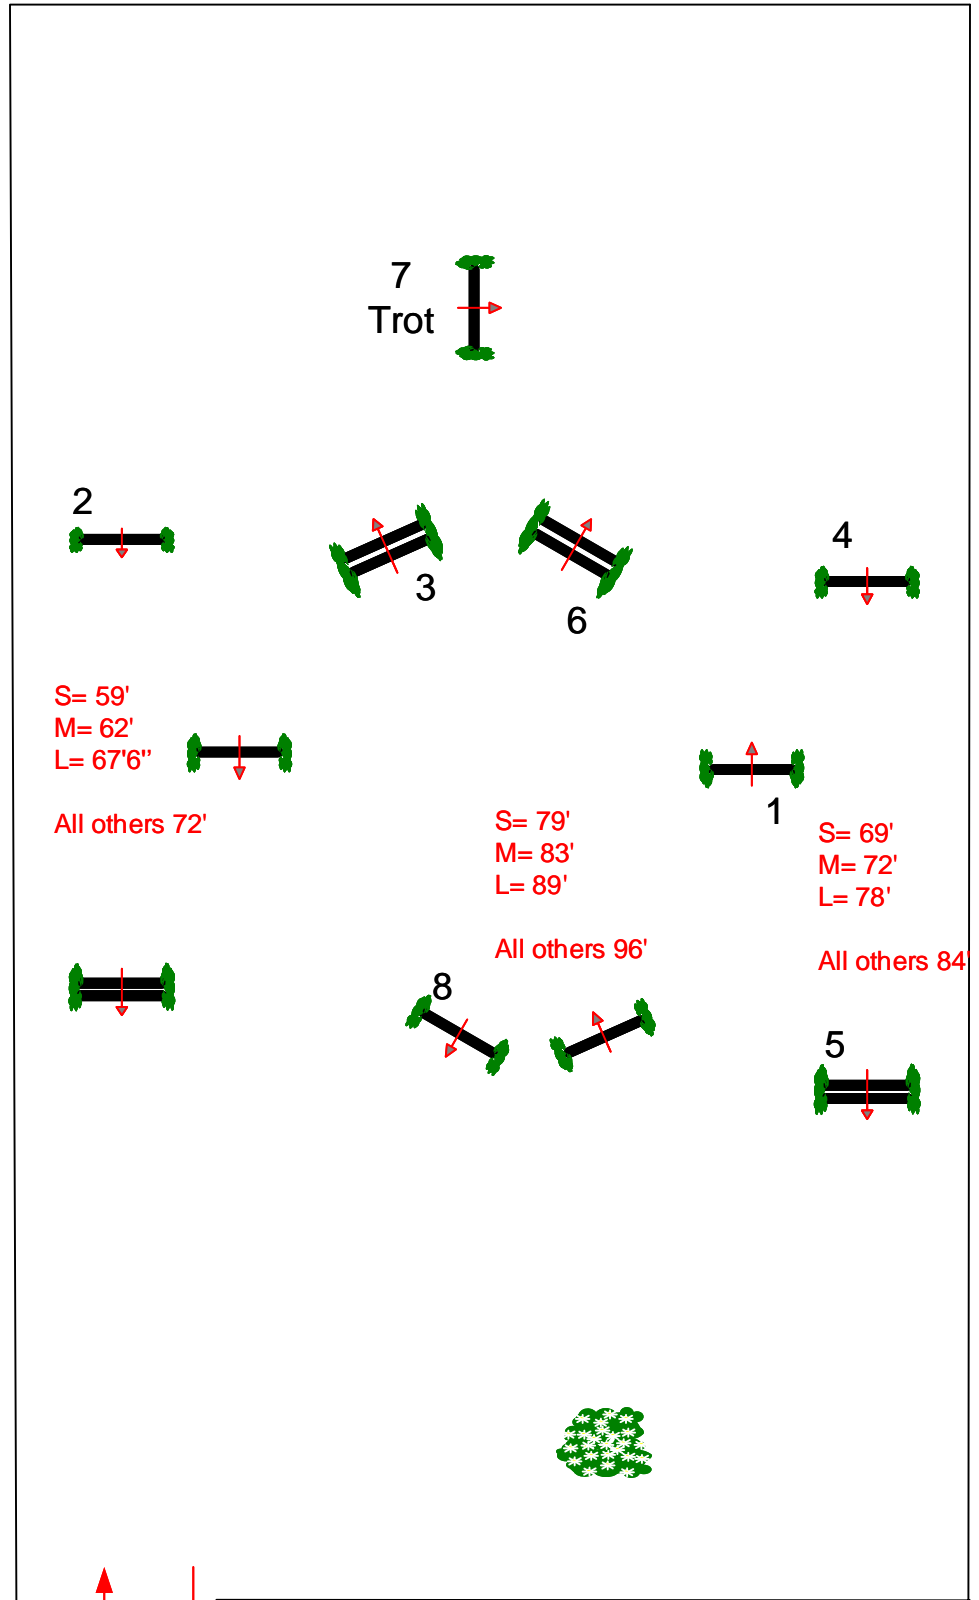 7
Trot
2
3
6
4
S= 59'
M= 62'
L= 67'6"
All others 72'
1
S= 79'
M= 83'
L= 89'
All others 96'
S= 69'
M= 72'
L= 78'
All others 84'
8
5